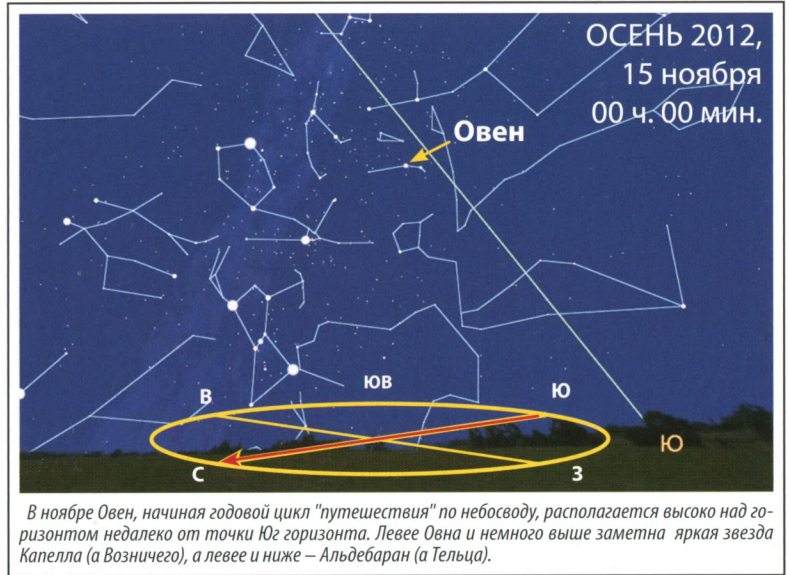 ОСЕНЬ 2012,
15 ноября
00 ч. 00 мин.
Овен
В
ЮВ
Ю
Ю
С
З
В ноябре Овен, начиная годовой цикл "путешествия" по небосводу, располагается высоко над го-
ризонтом недалеко от точки Юг горизонта. Левее Овна и немного выше заметна яркая звезда
Капелла (a Возничего), а левее и ниже – Альдебаран (a Тельца).